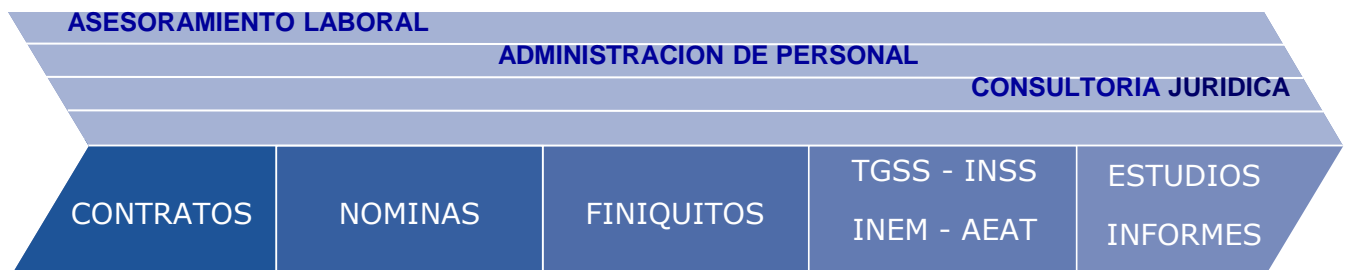 ASESORAMIENTO LABORAL
ADMINISTRACION DE PERSONAL
CONSULTORIA JURIDICA
CONTRATOS
NOMINAS
FINIQUITOS
TGSS - INSS
INEM - AEAT
ESTUDIOS
INFORMES